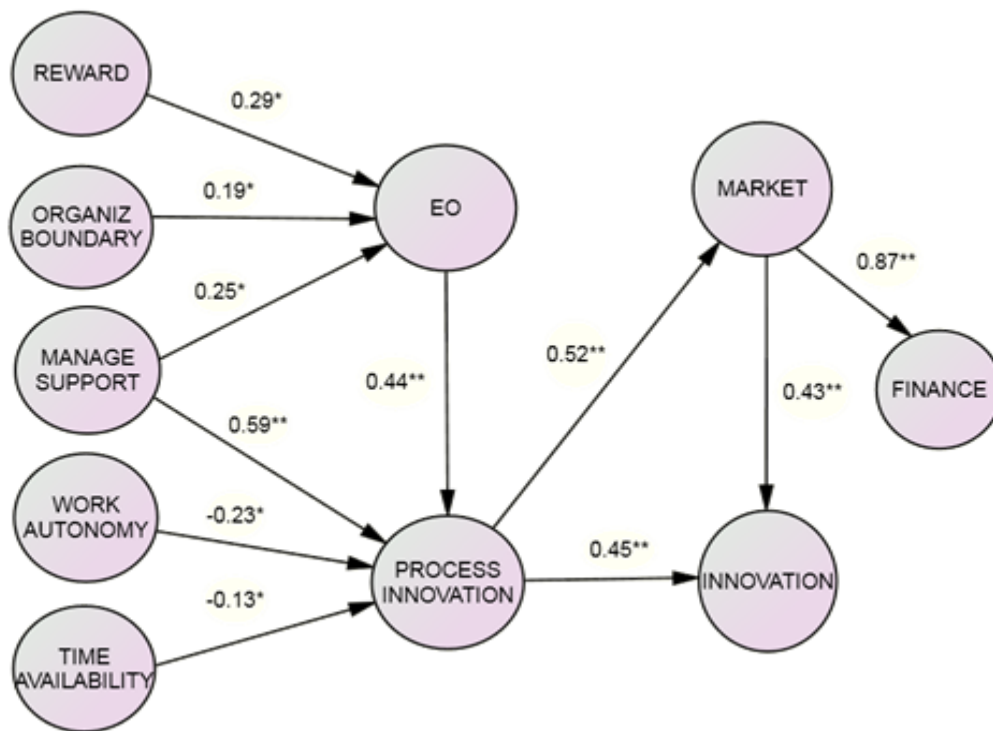 REWARD
0.29*
ORGANIZ
BOUNDARY
0.19*
EO
MANAGE
SUPPORT
0.25*
0.59**
0.44**
WORK
AUTONOMY
-0.23*
TIME
AVAILABILITY
-0.13*
PROCESS
INNOVATION
0.52**
0.45**
MARKET
0.87**
0.43**
FINANCE
INNOVATION